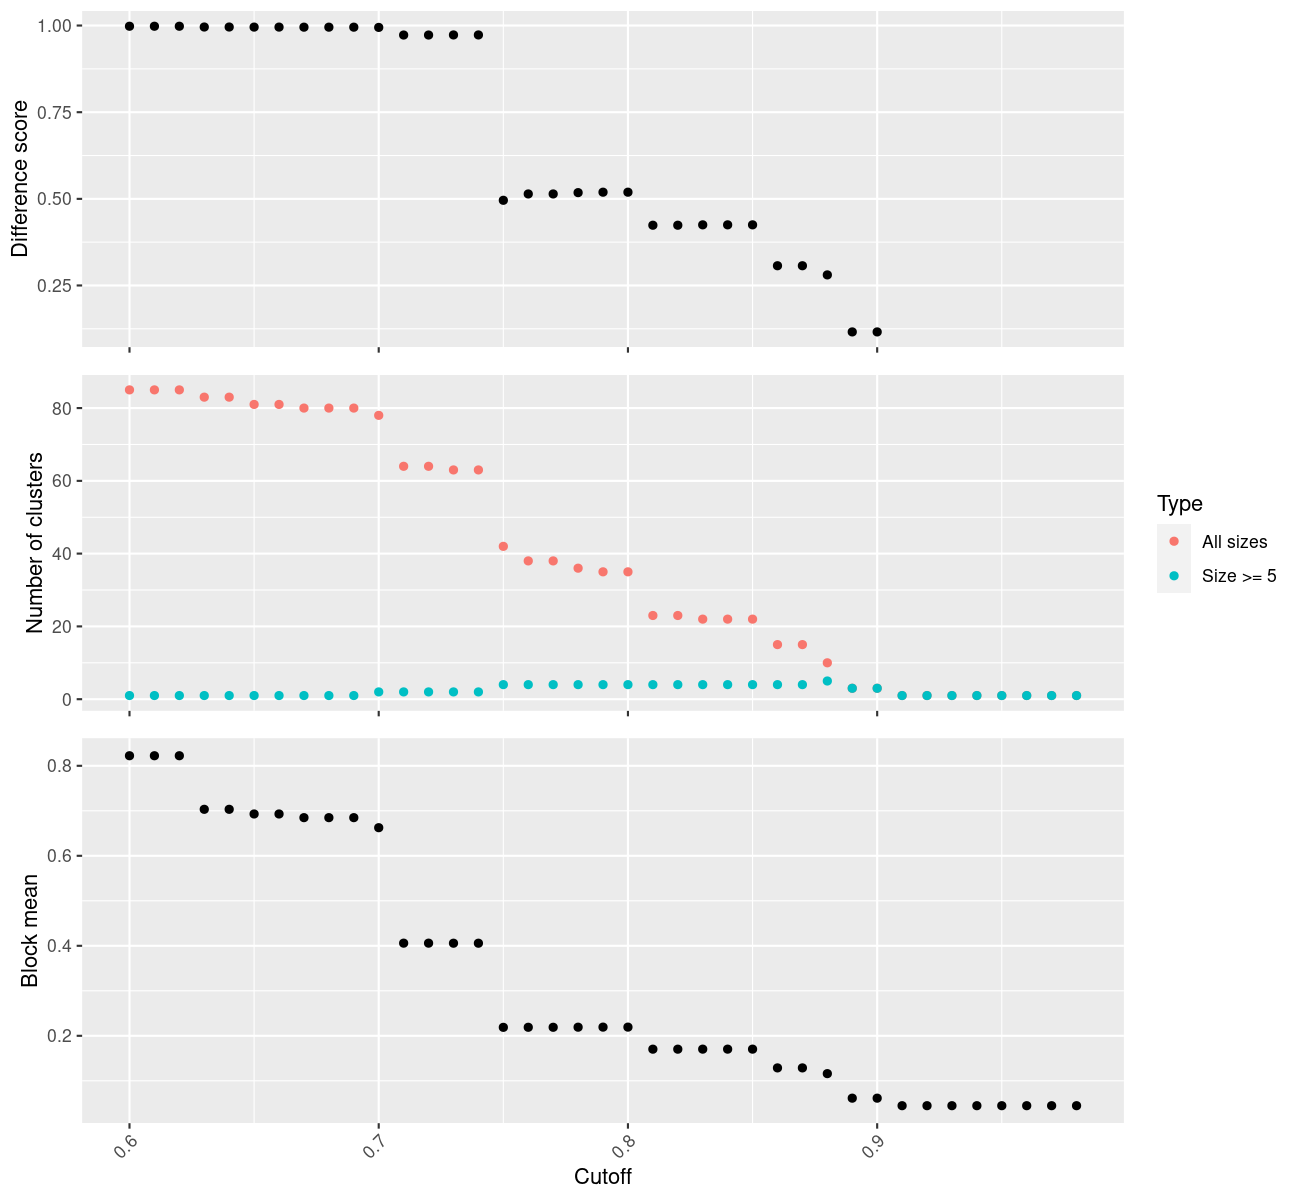 1.00
0.75
0.50
0.25
Difference score
80
60
40
20
0
Number of clusters
Type
All sizes
Size >= 5
0.8
0.6
0.4
0.2
Block mean
0.6 0.7 0.8 0.9
Cutoff